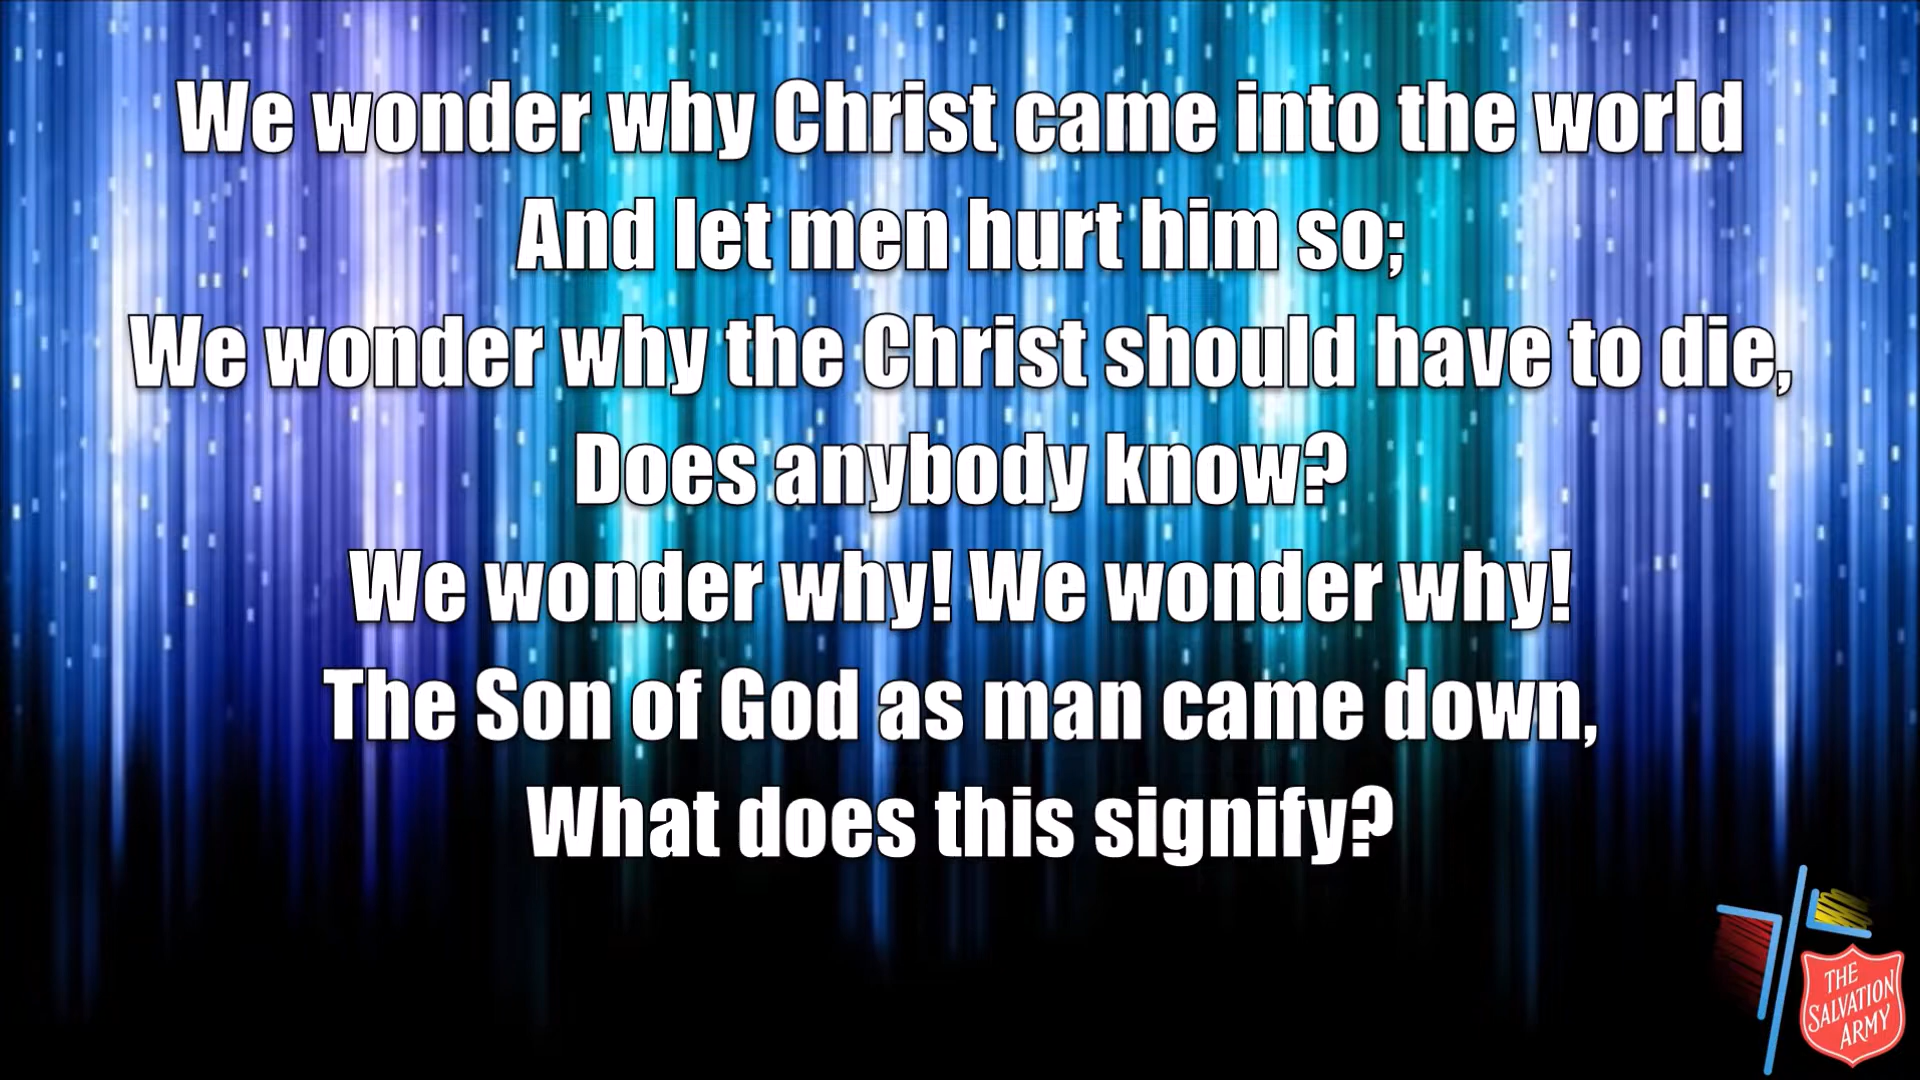 We wonder why Christ came into the world
And let men hurt him so;
We wonder why the Christ should have to die,
Does anybody know?
We wonder why! We wonder why!
The Son of God as man came down,
What does this signify?
THE
SALVATION
ARMY